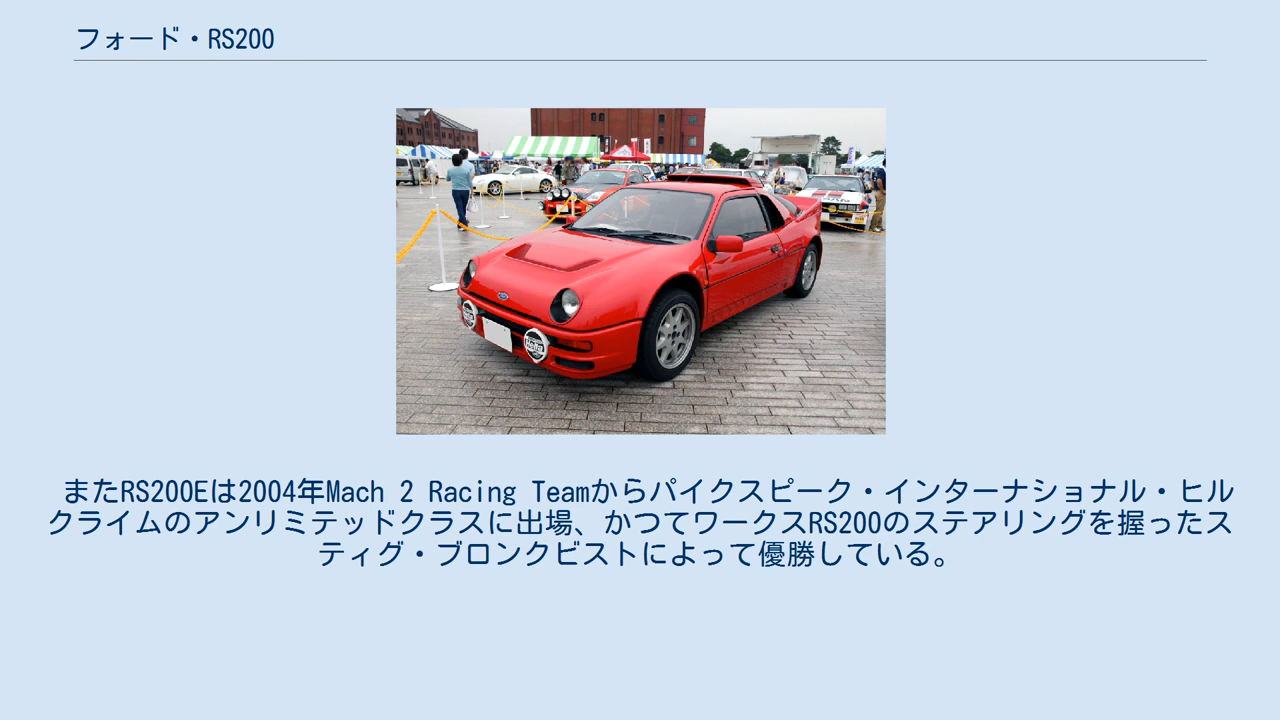 フォード・RS200
またRS200Eは2004年Mach 2 Racing Teamからパイクスピーク・インターナショナル・ヒル
クライムのアンリミテッドクラスに出場、かつてワークスRS200のステアリングを握ったス
ティグ・ブロンクビストによって優勝している。